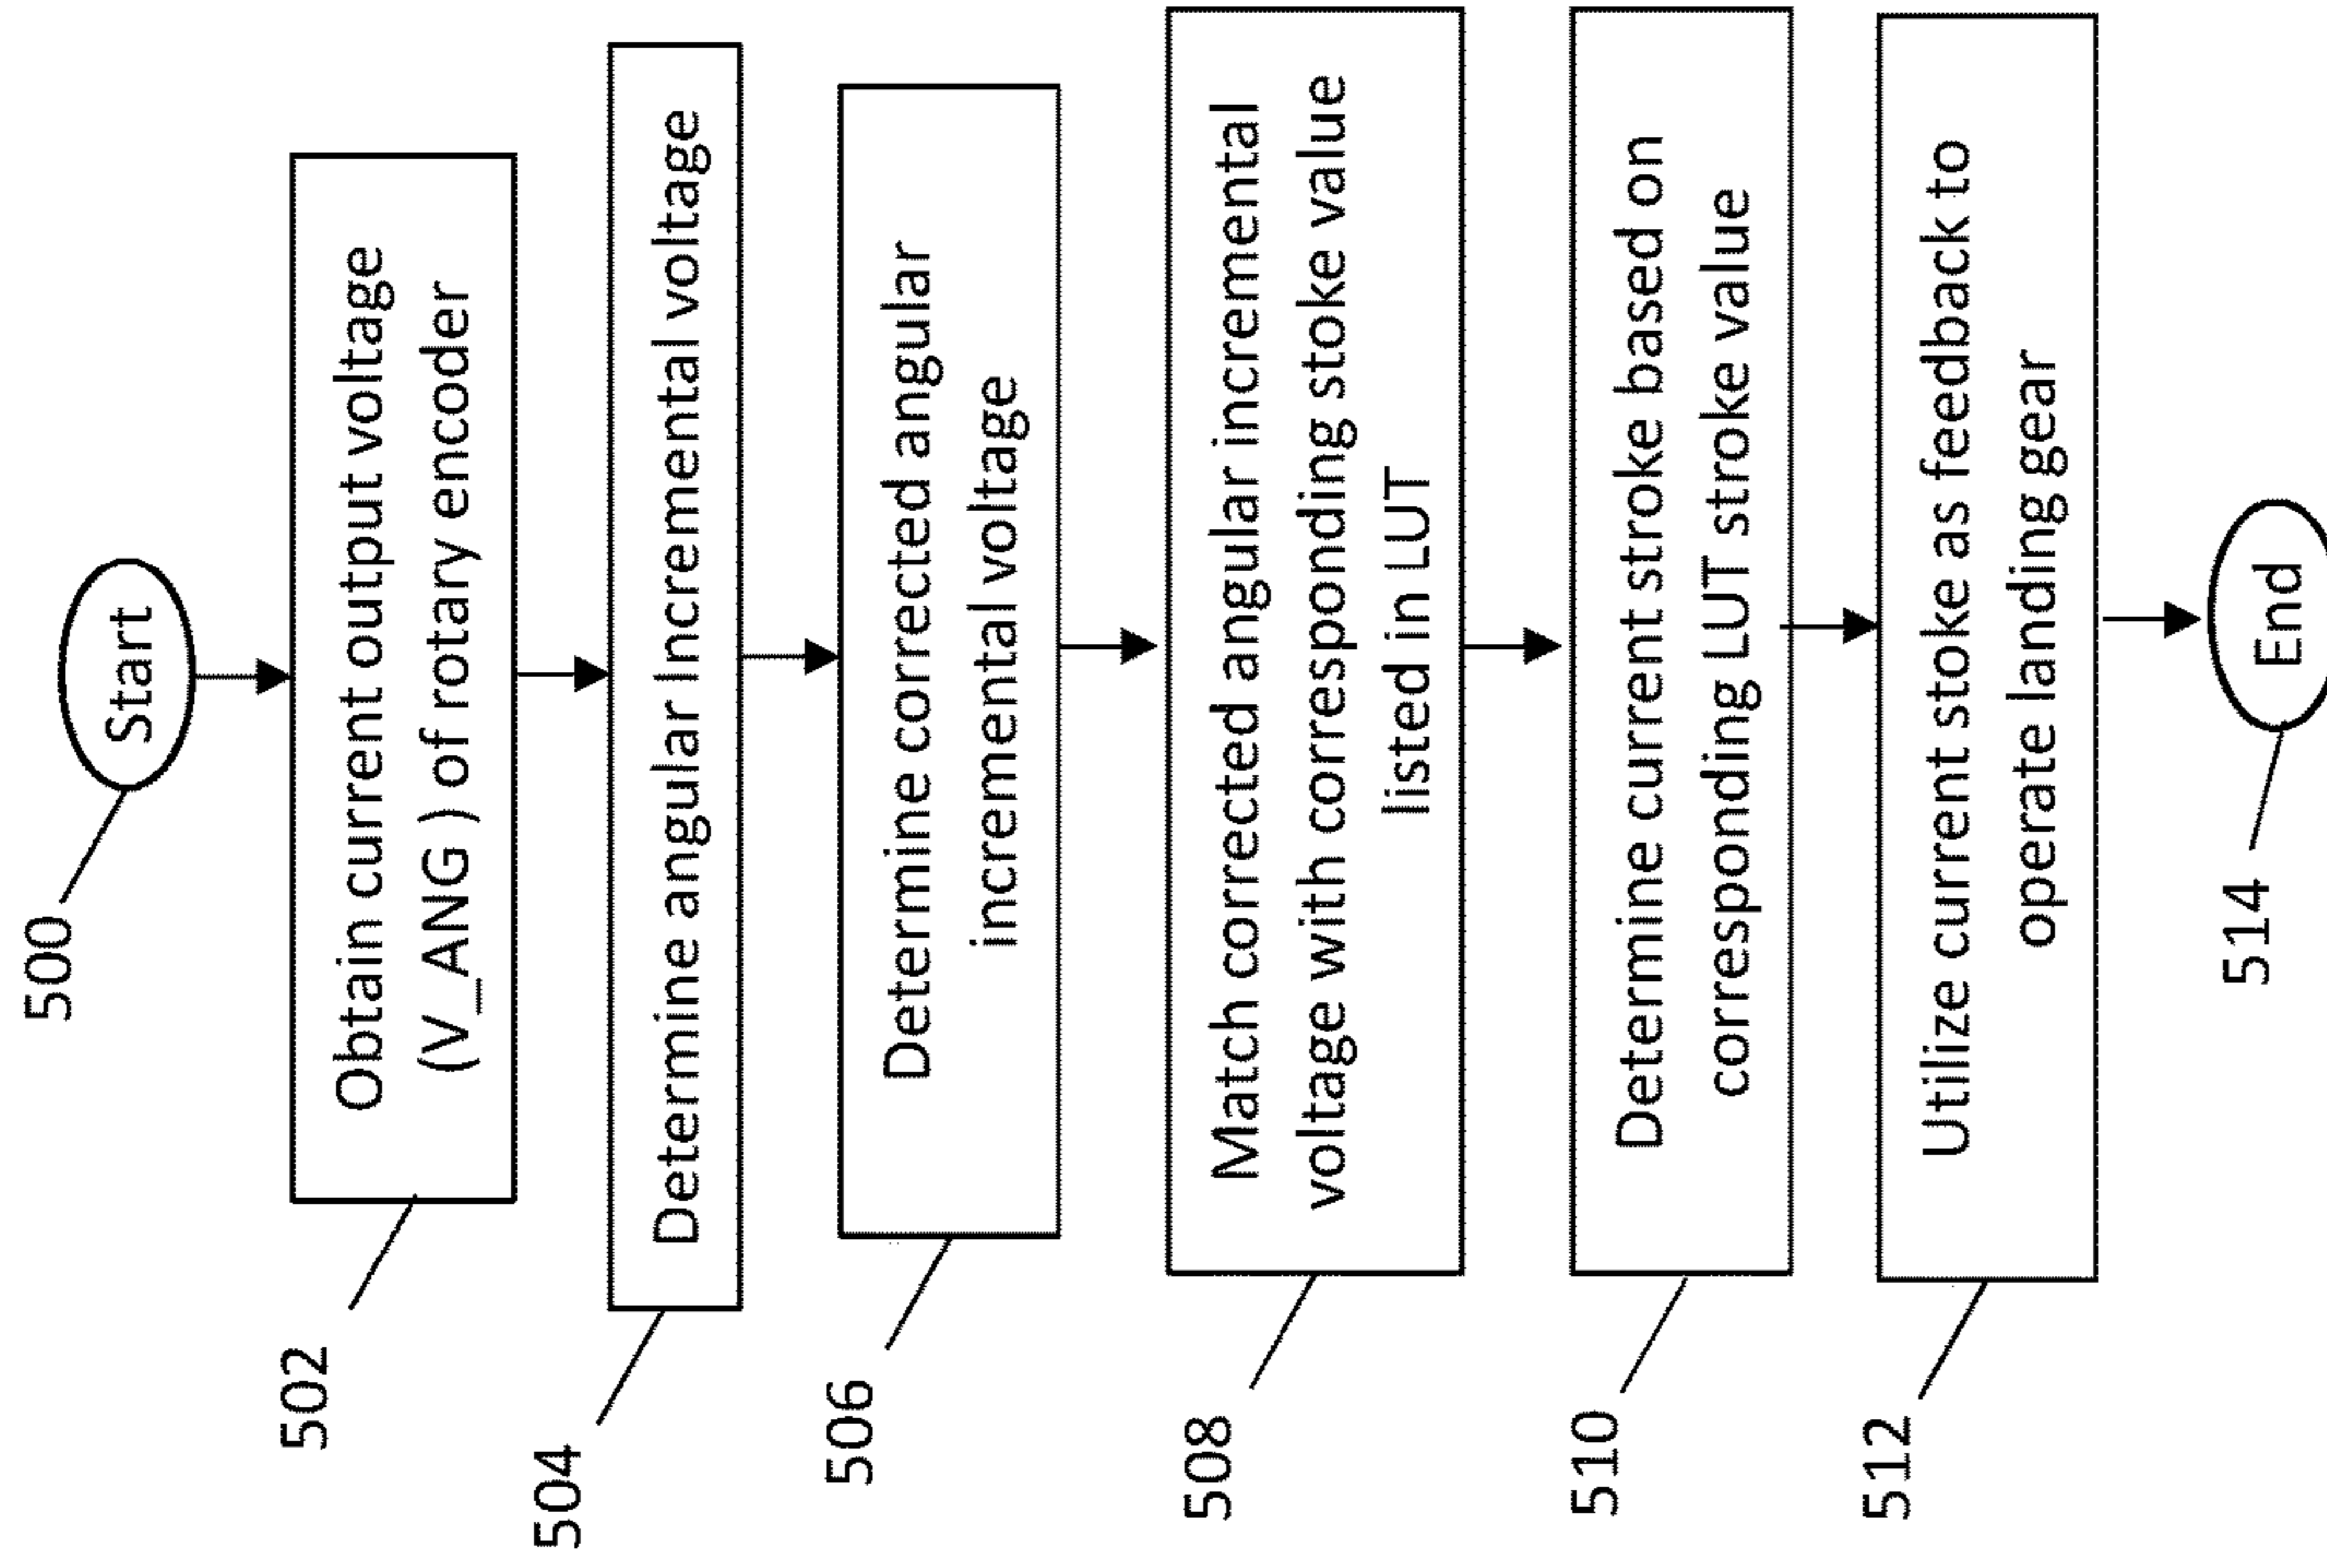 500
Start
502
Obtain current output voltage
(V_ANG ) of rotary encoder
504
Determine angular Incremental voltage
506
Determine corrected angular
incremental voltage
508
Match corrected angular incremental
voltage with corresponding stoke value
listed in LUT
510
Determine current stroke based on
corresponding LUT stroke value
512
Utilize current stoke as feedback to
operate landing gear
514
End